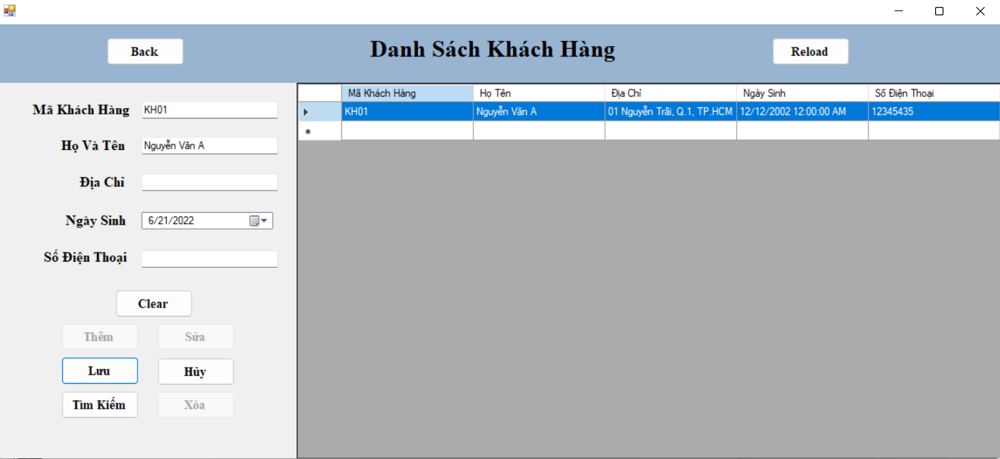 Back
Danh Sách Khách Hàng
Reload
Mã Khách Hàng KH01
Họ Và Tên Nguyễn Văn A
Địa Chỉ
Ngày Sinh 6/21/2022
Số Điện Thoại
Clear
Thêm Sửa
Lưu Hủy
Tìm Kiếm Xóa
Mã Khách Hàng Họ Tên Địa Chỉ Ngày Sinh Số Điện Thoại
KH01 Nguyễn Văn A 01 Nguyễn Trãi, Q.1, TP.HCM 12/12/2002 12:00:00 AM 12345435